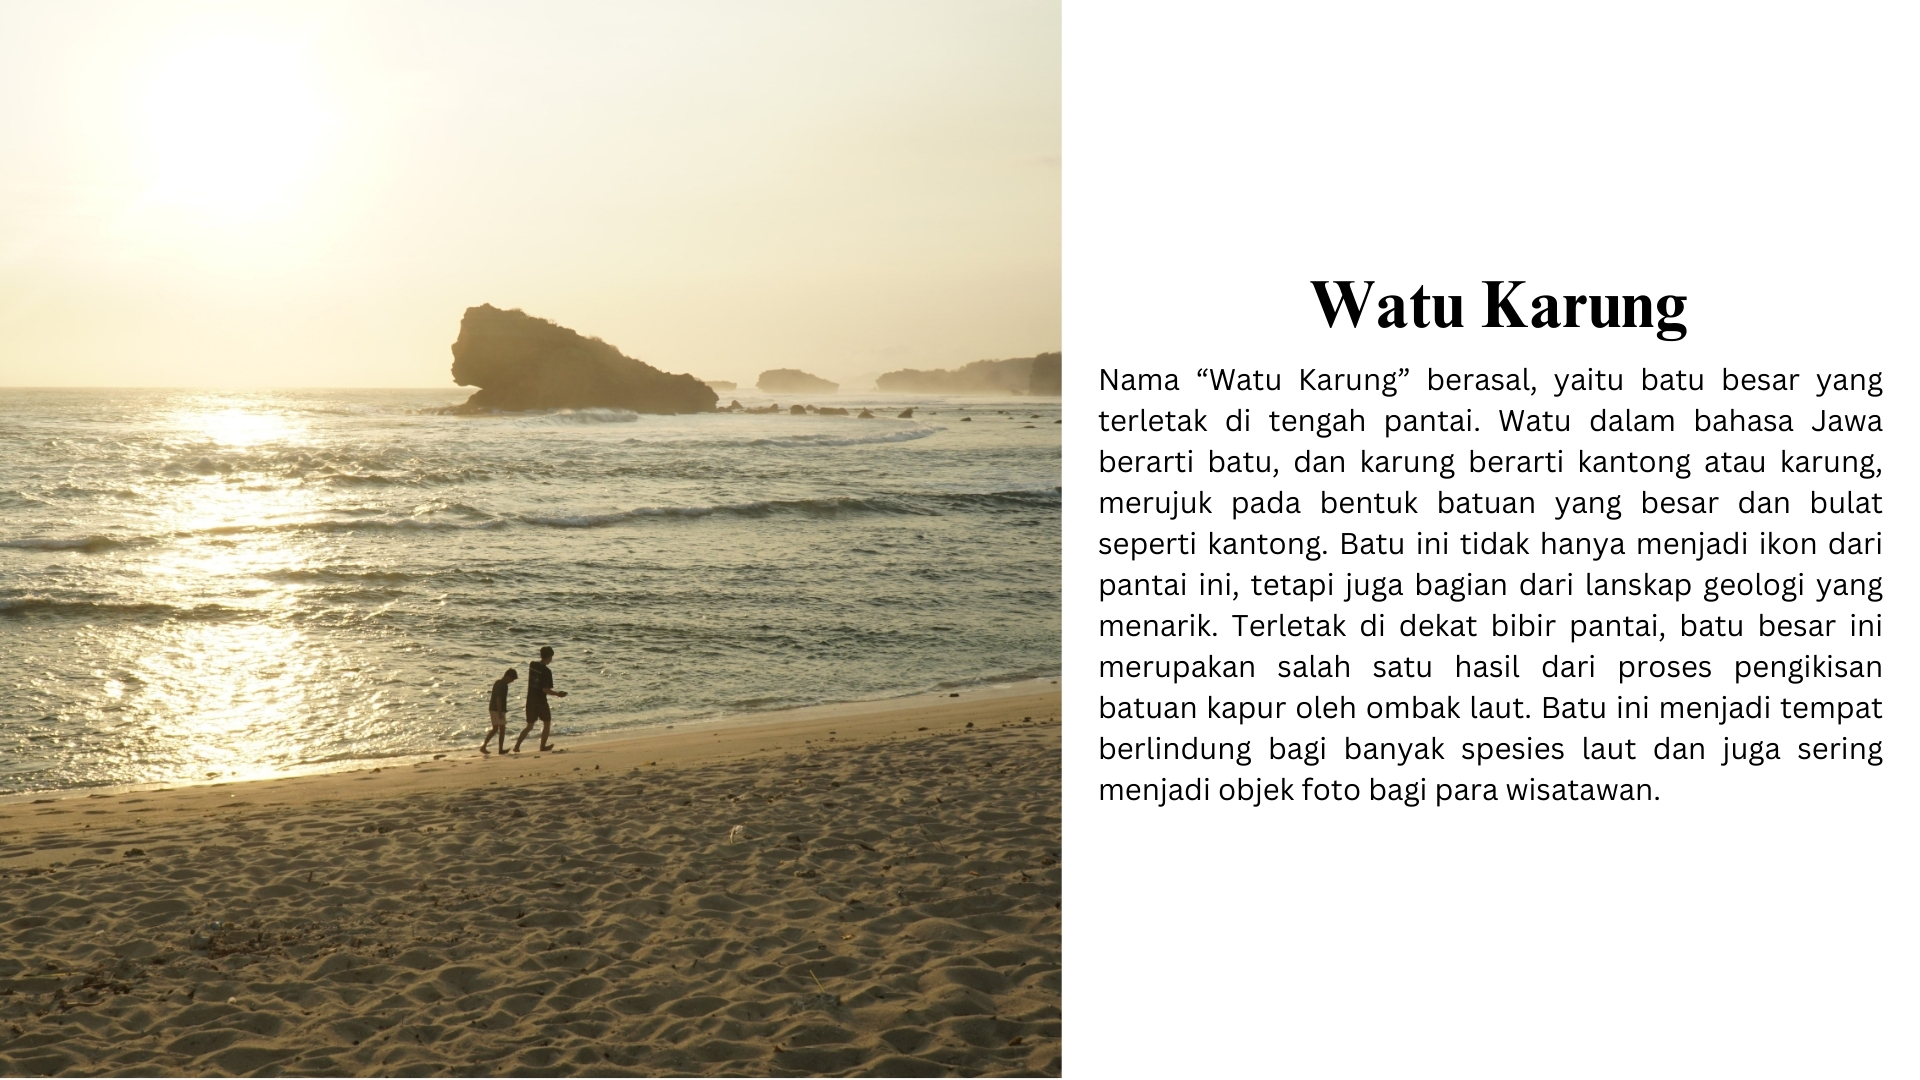 Watu Karung
Nama “Watu Karung” berasal, yaitu batu besar yang
terletak di tengah pantai. Watu dalam bahasa Jawa
berarti batu, dan karung berarti kantong atau karung,
merujuk pada bentuk batuan yang besar dan bulat
seperti kantong. Batu ini tidak hanya menjadi ikon dari
pantai ini, tetapi juga bagian dari lanskap geologi yang
menarik. Terletak di dekat bibir pantai, batu besar ini
merupakan salah satu hasil dari proses pengikisan
batuan kapur oleh ombak laut. Batu ini menjadi tempat
berlindung bagi banyak spesies laut dan juga sering
menjadi objek foto bagi para wisatawan.